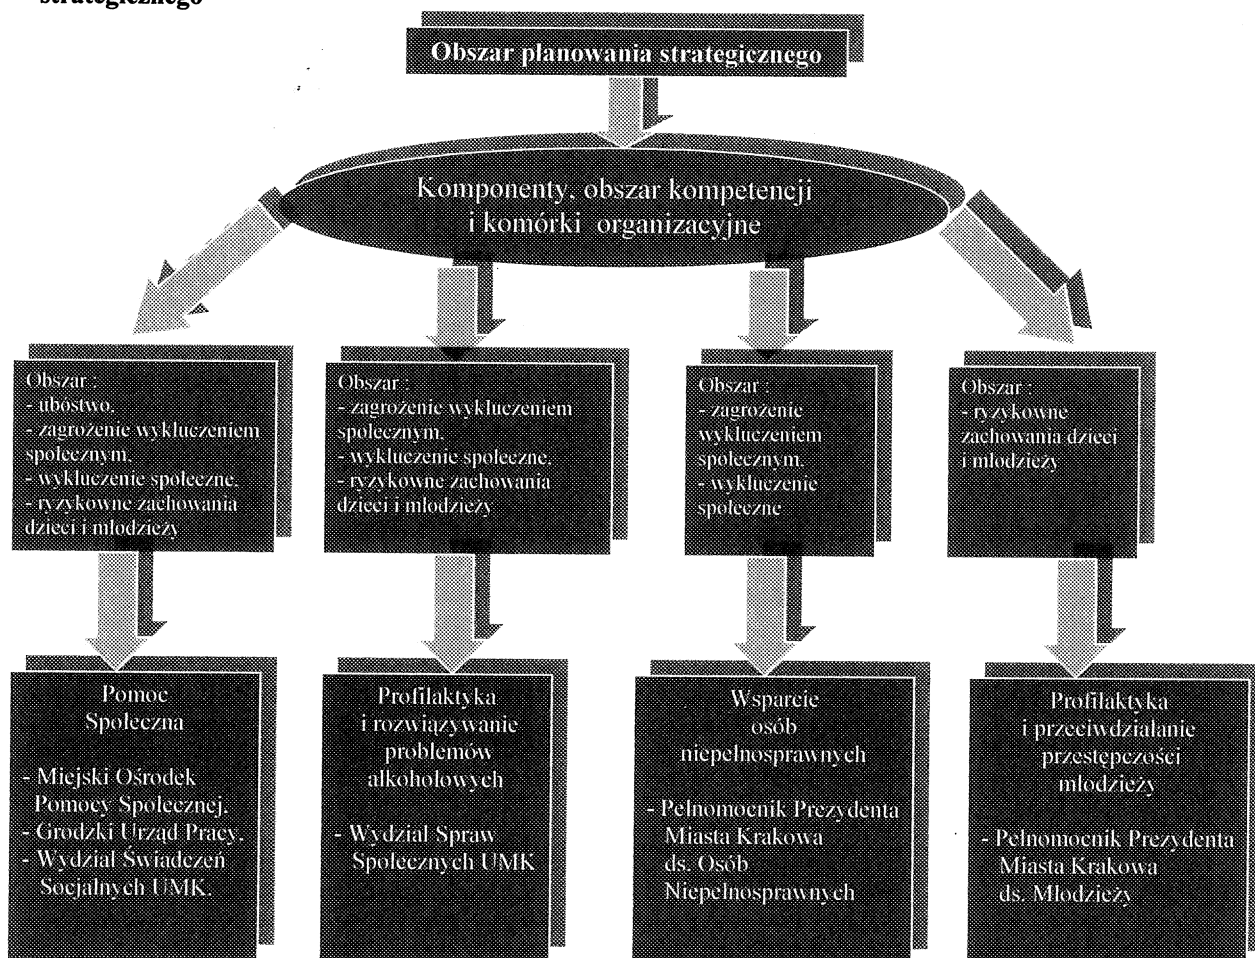 strategicznego
Obszar planowania strategicznego
Komponenty, obszar kompetencji
i komórki organizacyjne
Obszar :
- ubóstwo,
- zagrożenie wykluczeniem
społecznym,
- wykluczenie społeczne,
- ryzykowne zachowania
dzieci i młodzieży
Obszar :
- zagrożenie wykluczeniem
społecznym,
- wykluczenie społeczne,
- ryzykowne zachowania
dzieci i młodzieży
Obszar :
- zagrożenie
wykluczeniem
społecznym,
- wykluczenie
społeczne
Obszar :
- ryzykowne
zachowania dzieci
i młodzieży
Pomoc
Społeczna
- Miejski Ośrodek
Pomocy Społecznej,
- Grodzki Urząd Pracy,
- Wydział Świadczeń
Socjalnych UMK.
Profilaktyka
i rozwiązywanie
problemów
alkoholowych
- Wydział Spraw
Społecznych UMK
Wsparcie
osób
niepełnosprawnych
- Pełnomocnik Prezydenta
Miasta Krakowa
ds. Osób
Niepełnosprawnych
Profilaktyka
i przeciwdziałanie
przestępczości
młodzieży
- Pełnomocnik Prezydenta
Miasta Krakowa
ds. Młodzieży